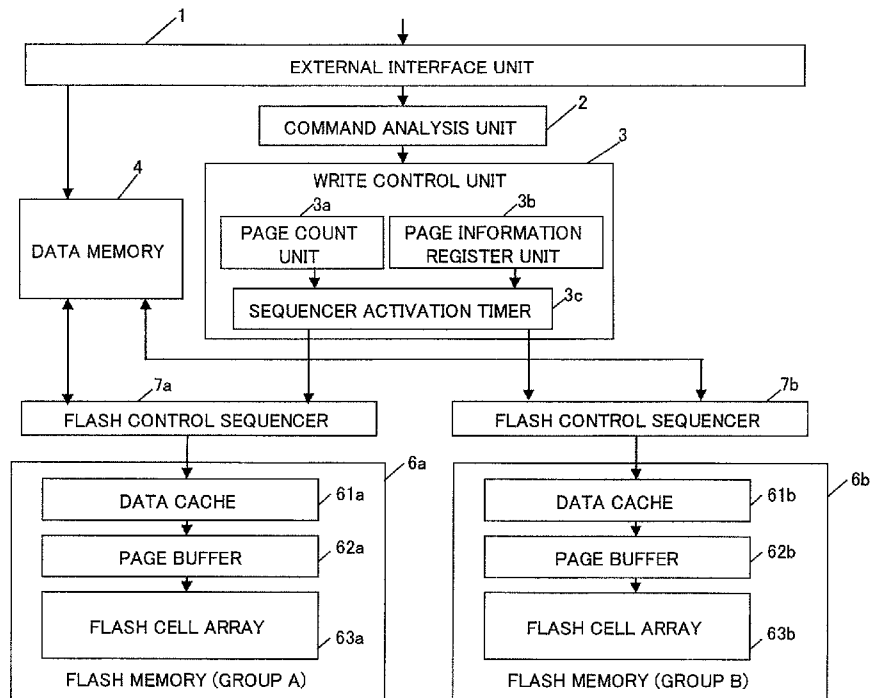 1
EXTERNAL INTERFACE UNIT
2
COMMAND ANALYSIS UNIT
3
WRITE CONTROL UNIT
4
DATA MEMORY
3a
PAGE COUNT
UNIT
3b
PAGE INFORMATION
REGISTER UNIT
SEQUENCER ACTIVATION TIMER
3c
7a
FLASH CONTROL SEQUENCER
7b
FLASH CONTROL SEQUENCER
6a
DATA CACHE
61a
PAGE BUFFER
62a
FLASH CELL ARRAY
63a
FLASH MEMORY (GROUP A)
6b
DATA CACHE
61b
PAGE BUFFER
62b
FLASH CELL ARRAY
63b
FLASH MEMORY (GROUP B)